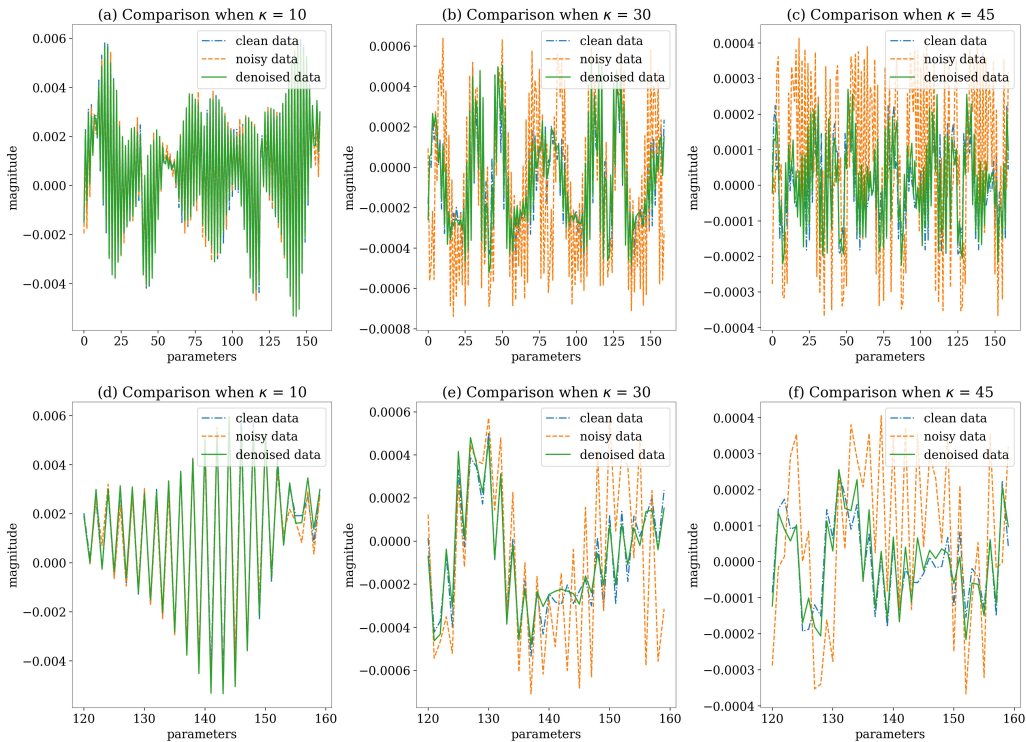 (a) Comparison when κ = 10
clean data
noisy data
denoised data
0.006
0.004
0.002
0.000
−0.002
−0.004
magnitude
0
25
50
75
100
125
150
parameters
(b) Comparison when κ = 30
clean data
noisy data
denoised data
0.0006
0.0004
0.0002
0.0000
−0.0002
−0.0004
−0.0006
−0.0008
magnitude
0
25
50
75
100
125
150
parameters
(c) Comparison when κ = 45
clean data
noisy data
denoised data
0.0004
0.0003
0.0002
0.0001
0.0000
−0.0001
−0.0002
−0.0003
−0.0004
magnitude
0
25
50
75
100
125
150
parameters
(d) Comparison when κ = 10
clean data
noisy data
denoised data
0.006
0.004
0.002
0.000
−0.002
−0.004
magnitude
120
130
140
150
160
parameters
(e) Comparison when κ = 30
clean data
noisy data
denoised data
0.0006
0.0004
0.0002
0.0000
−0.0002
−0.0004
−0.0006
magnitude
120
130
140
150
160
parameters
(f) Comparison when κ = 45
clean data
noisy data
denoised data
0.0004
0.0003
0.0002
0.0001
0.0000
−0.0001
−0.0002
−0.0003
−0.0004
magnitude
120
130
140
150
160
parameters